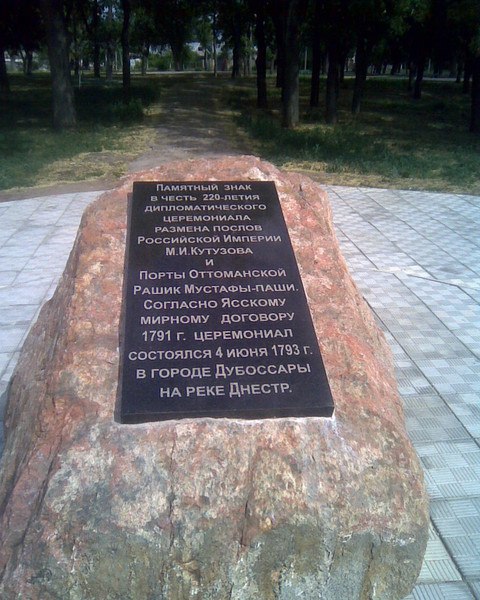 Памятный знак
в честь 220-летия
дипломатического
церемониала
размена послов
Российской Империи
М.И.Кутузова
и
Порты Оттоманской
Рашик Мустафы-паши.
Согласно Ясскому
мирному договору
1791 г. церемониал
состоялся 4 июня 1793 г.
в городе Дубоссары
на реке Днестр.